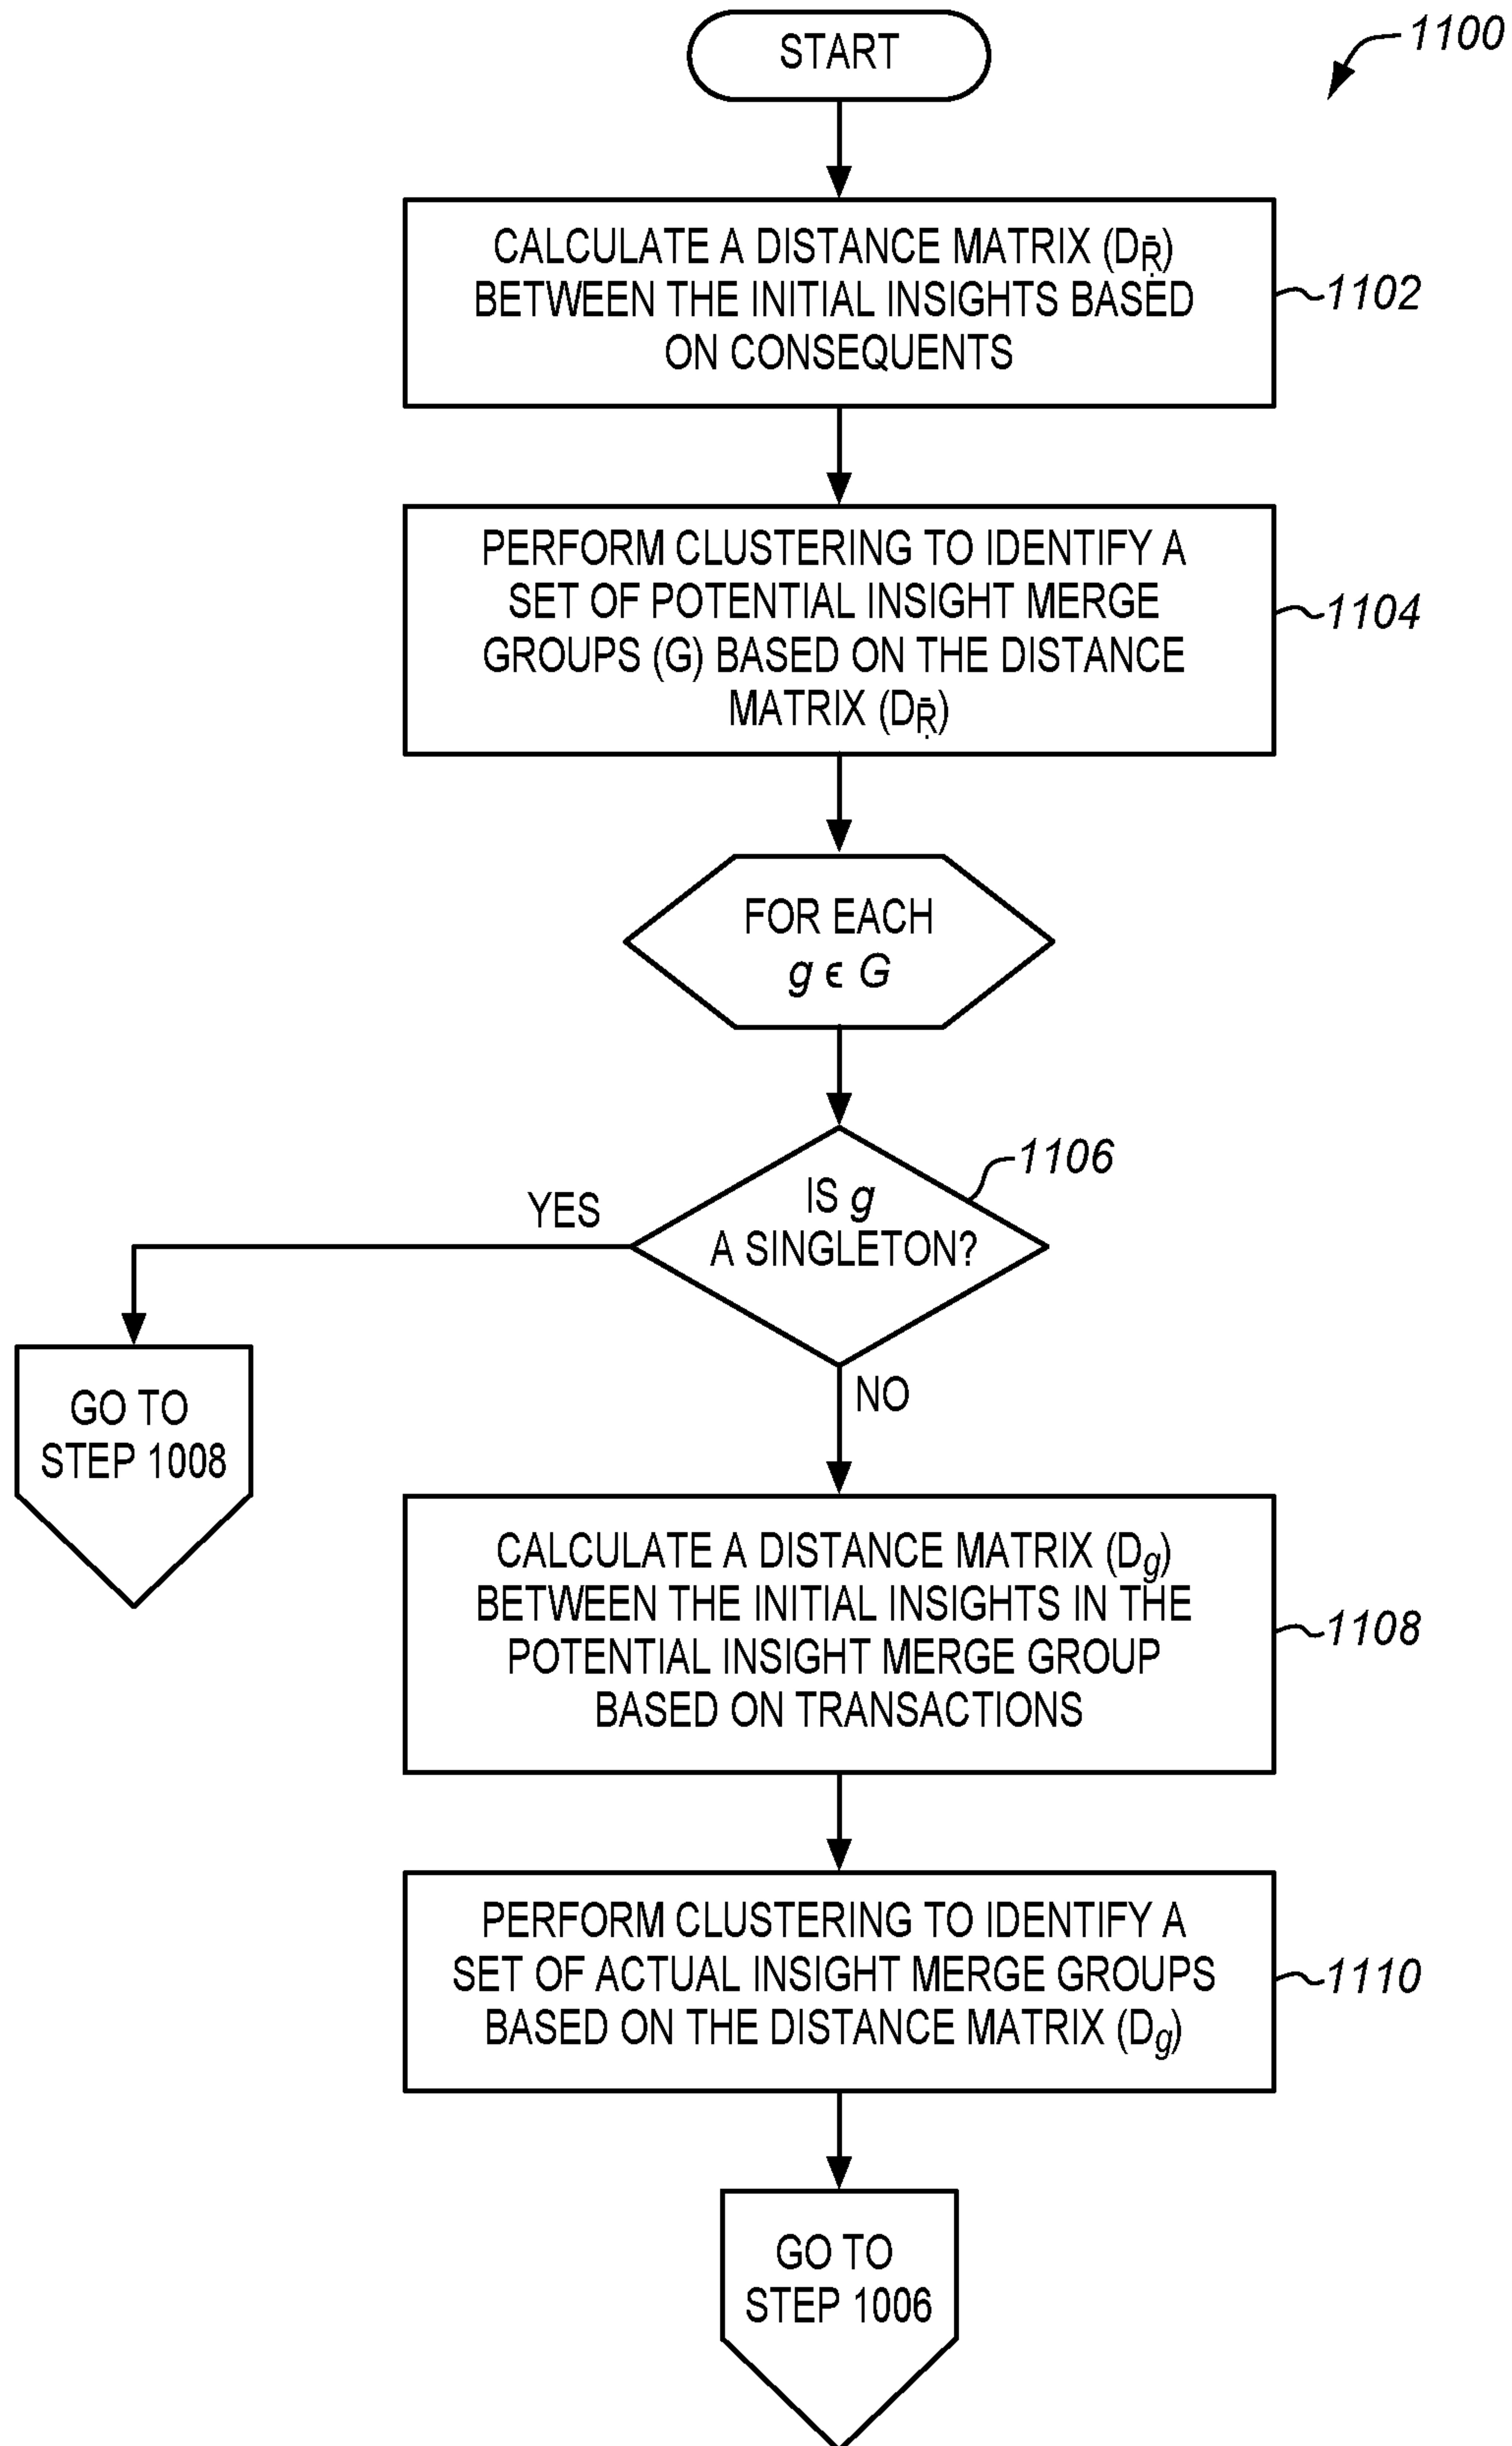 START
1100
CALCULATE A DISTANCE MATRIX (D_Ṝ)
BETWEEN THE INITIAL INSIGHTS BASED
ON CONSEQUENTS
1102
PERFORM CLUSTERING TO IDENTIFY A
SET OF POTENTIAL INSIGHT MERGE
GROUPS (G) BASED ON THE DISTANCE
MATRIX (D_Ṝ)
1104
FOR EACH
g ϵ G
1106
IS g
A SINGLETON?
YES
NO
GO TO
STEP 1008
CALCULATE A DISTANCE MATRIX (D_g)
BETWEEN THE INITIAL INSIGHTS IN THE
POTENTIAL INSIGHT MERGE GROUP
BASED ON TRANSACTIONS
1108
PERFORM CLUSTERING TO IDENTIFY A
SET OF ACTUAL INSIGHT MERGE GROUPS
BASED ON THE DISTANCE MATRIX (D_g)
1110
GO TO
STEP 1006